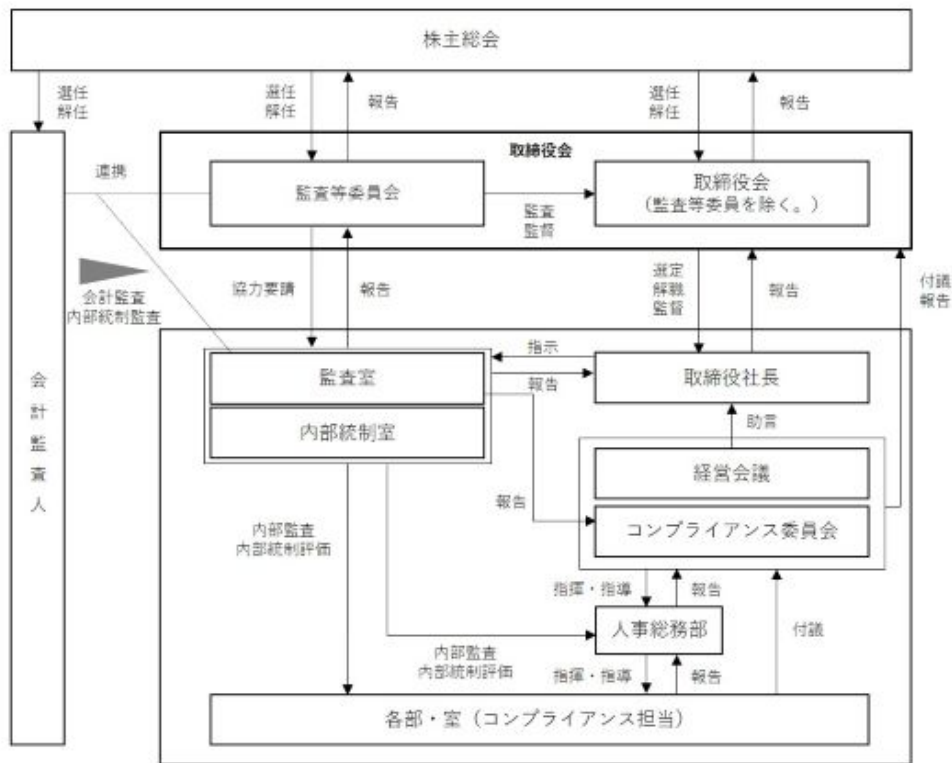 株主総会
選任
解任
選任
解任
報告
選任
解任
報告
取締役会
連携
監査等委員会
監査
監督
取締役会
（監査等委員を除く。）
会計監査
内部統制監査
協力要請
報告
選定
解職
監督
報告
付議
報告
会計監査人
監査室
内部統制室
指示
報告
取締役社長
助言
経営会議
コンプライアンス委員会
報告
内部監査
内部統制評価
指揮・指導
報告
人事総務部
付議
内部監査
内部統制評価
指揮・指導
報告
各部・室（コンプライアンス担当）